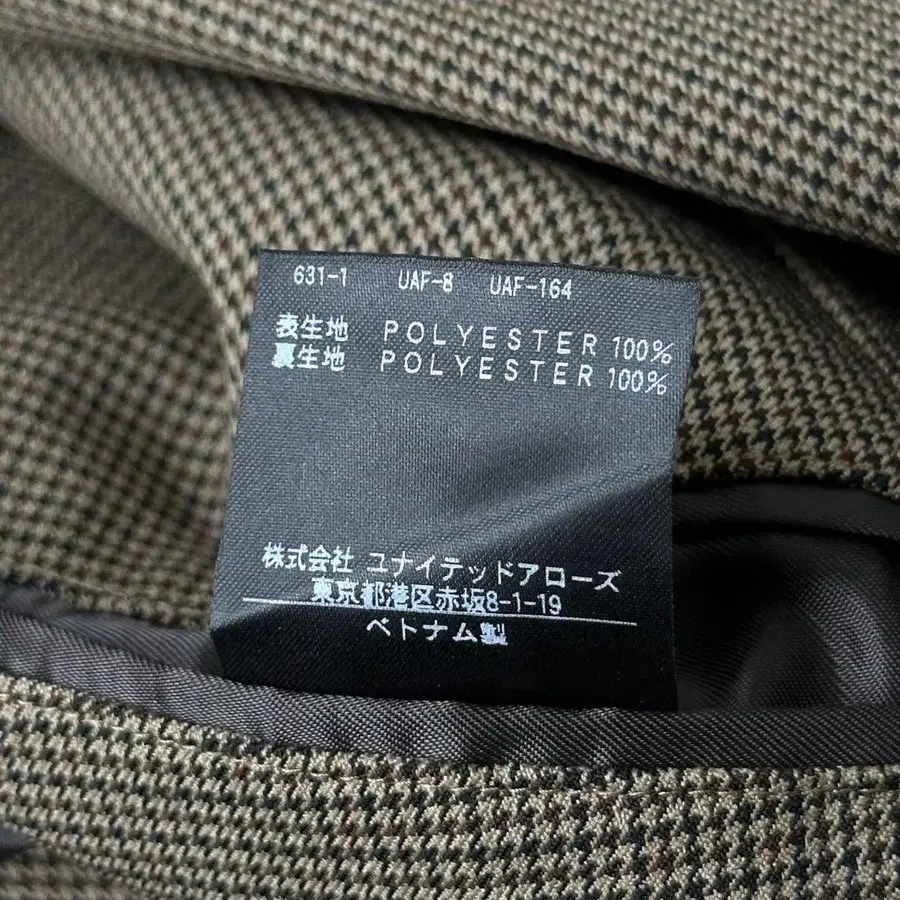 631-1 UAF-8 UAF-164
表生地 POLYESTER 100%
裏生地 POLYESTER 100%
株式会社 ユナイテッドアローズ
東京都港区赤坂8-1-19
ベトナム製